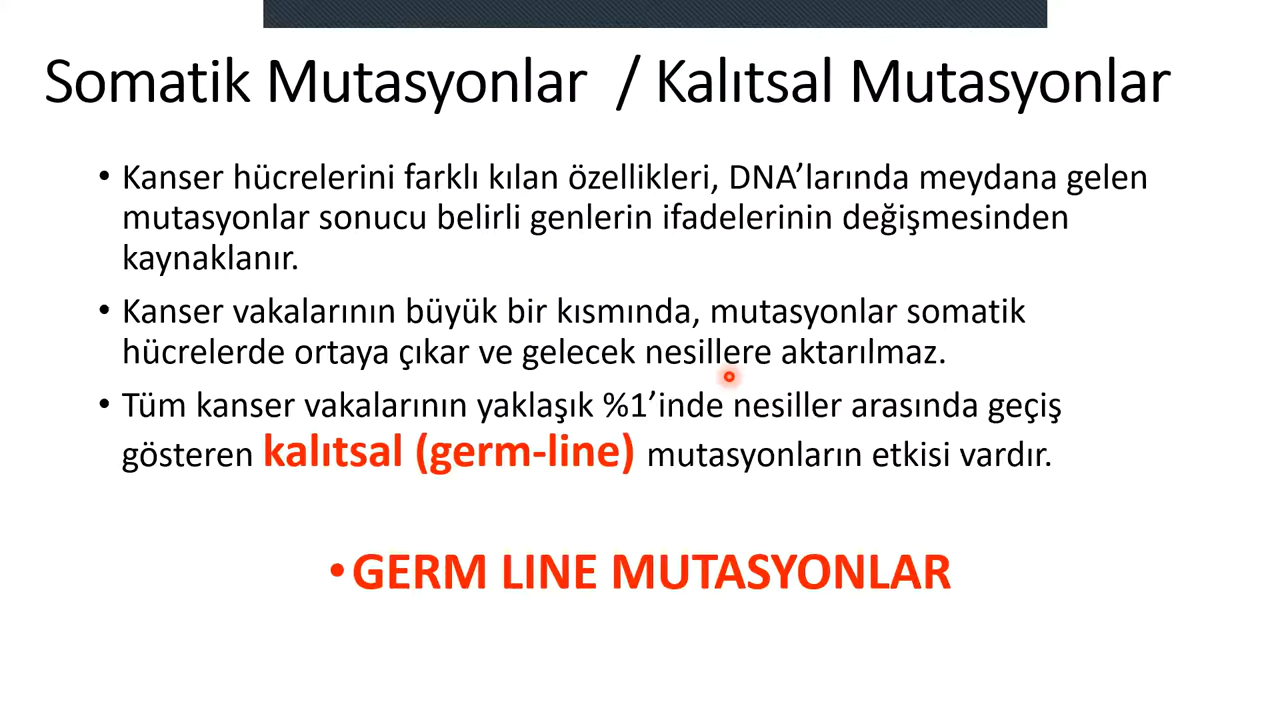 Somatik Mutasyonlar / Kalıtsal Mutasyonlar
• Kanser hücrelerini farklı kılan özellikleri, DNA’larında meydana gelen
mutasyonlar sonucu belirli genlerin ifadelerinin değişmesinden
kaynaklanır.
• Kanser vakalarının büyük bir kısmında, mutasyonlar somatik
hücrelerde ortaya çıkar ve gelecek nesillere aktarılmaz.
• Tüm kanser vakalarının yaklaşık %1’inde nesiller arasında geçiş
gösteren kalıtsal (germ-line) mutasyonların etkisi vardır.
• GERM LINE MUTASYONLAR